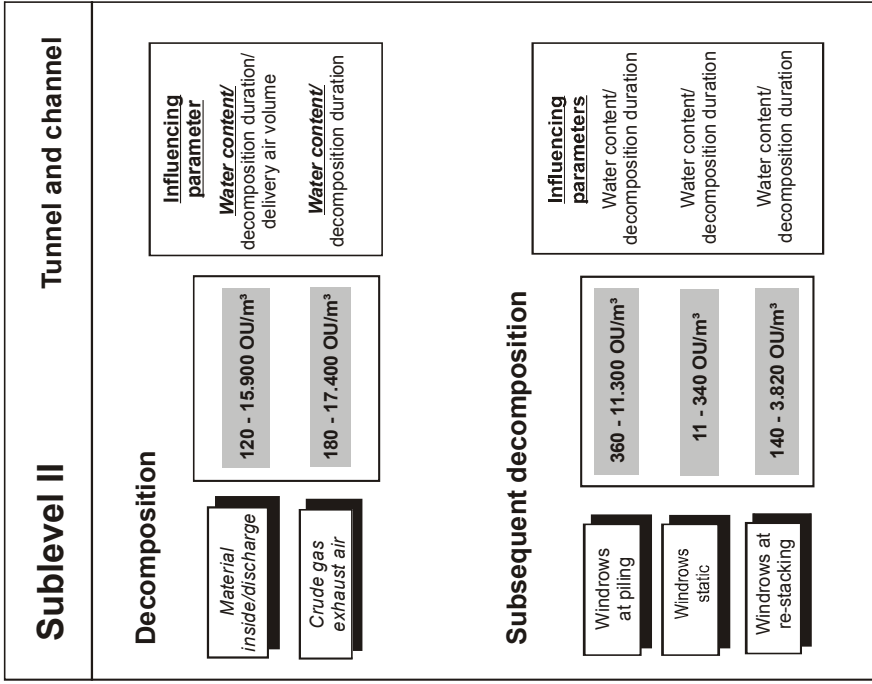 Sublevel II
Tunnel and channel
Decomposition
Material
inside/discharge
120 - 15.900 OU/m³
Crude gas
exhaust air
180 - 17.400 OU/m³
Influencing
parameter
Water content/
decomposition duration/
delivery air volume
Water content/
decomposition duration
Subsequent decomposition
Windrows
at piling
360 - 11.300 OU/m³
Windrows
static
11 - 340 OU/m³
Windrows at
re-stacking
140 - 3.820 OU/m³
Influencing
parameters
Water content/
decomposition duration
Water content/
decomposition duration
Water content/
decomposition duration